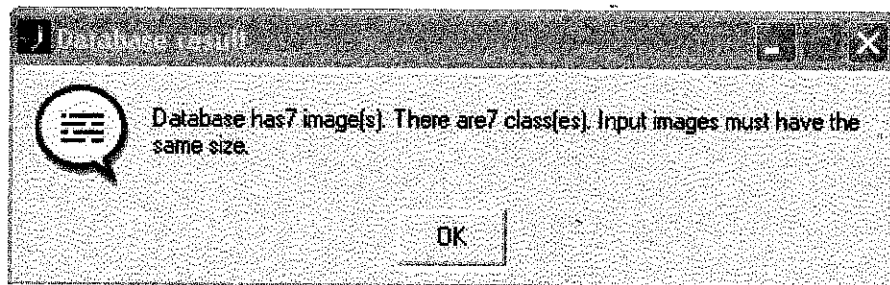 Database result
Database has7 image(s). There are7 class(es). Input images must have the
same size.
OK